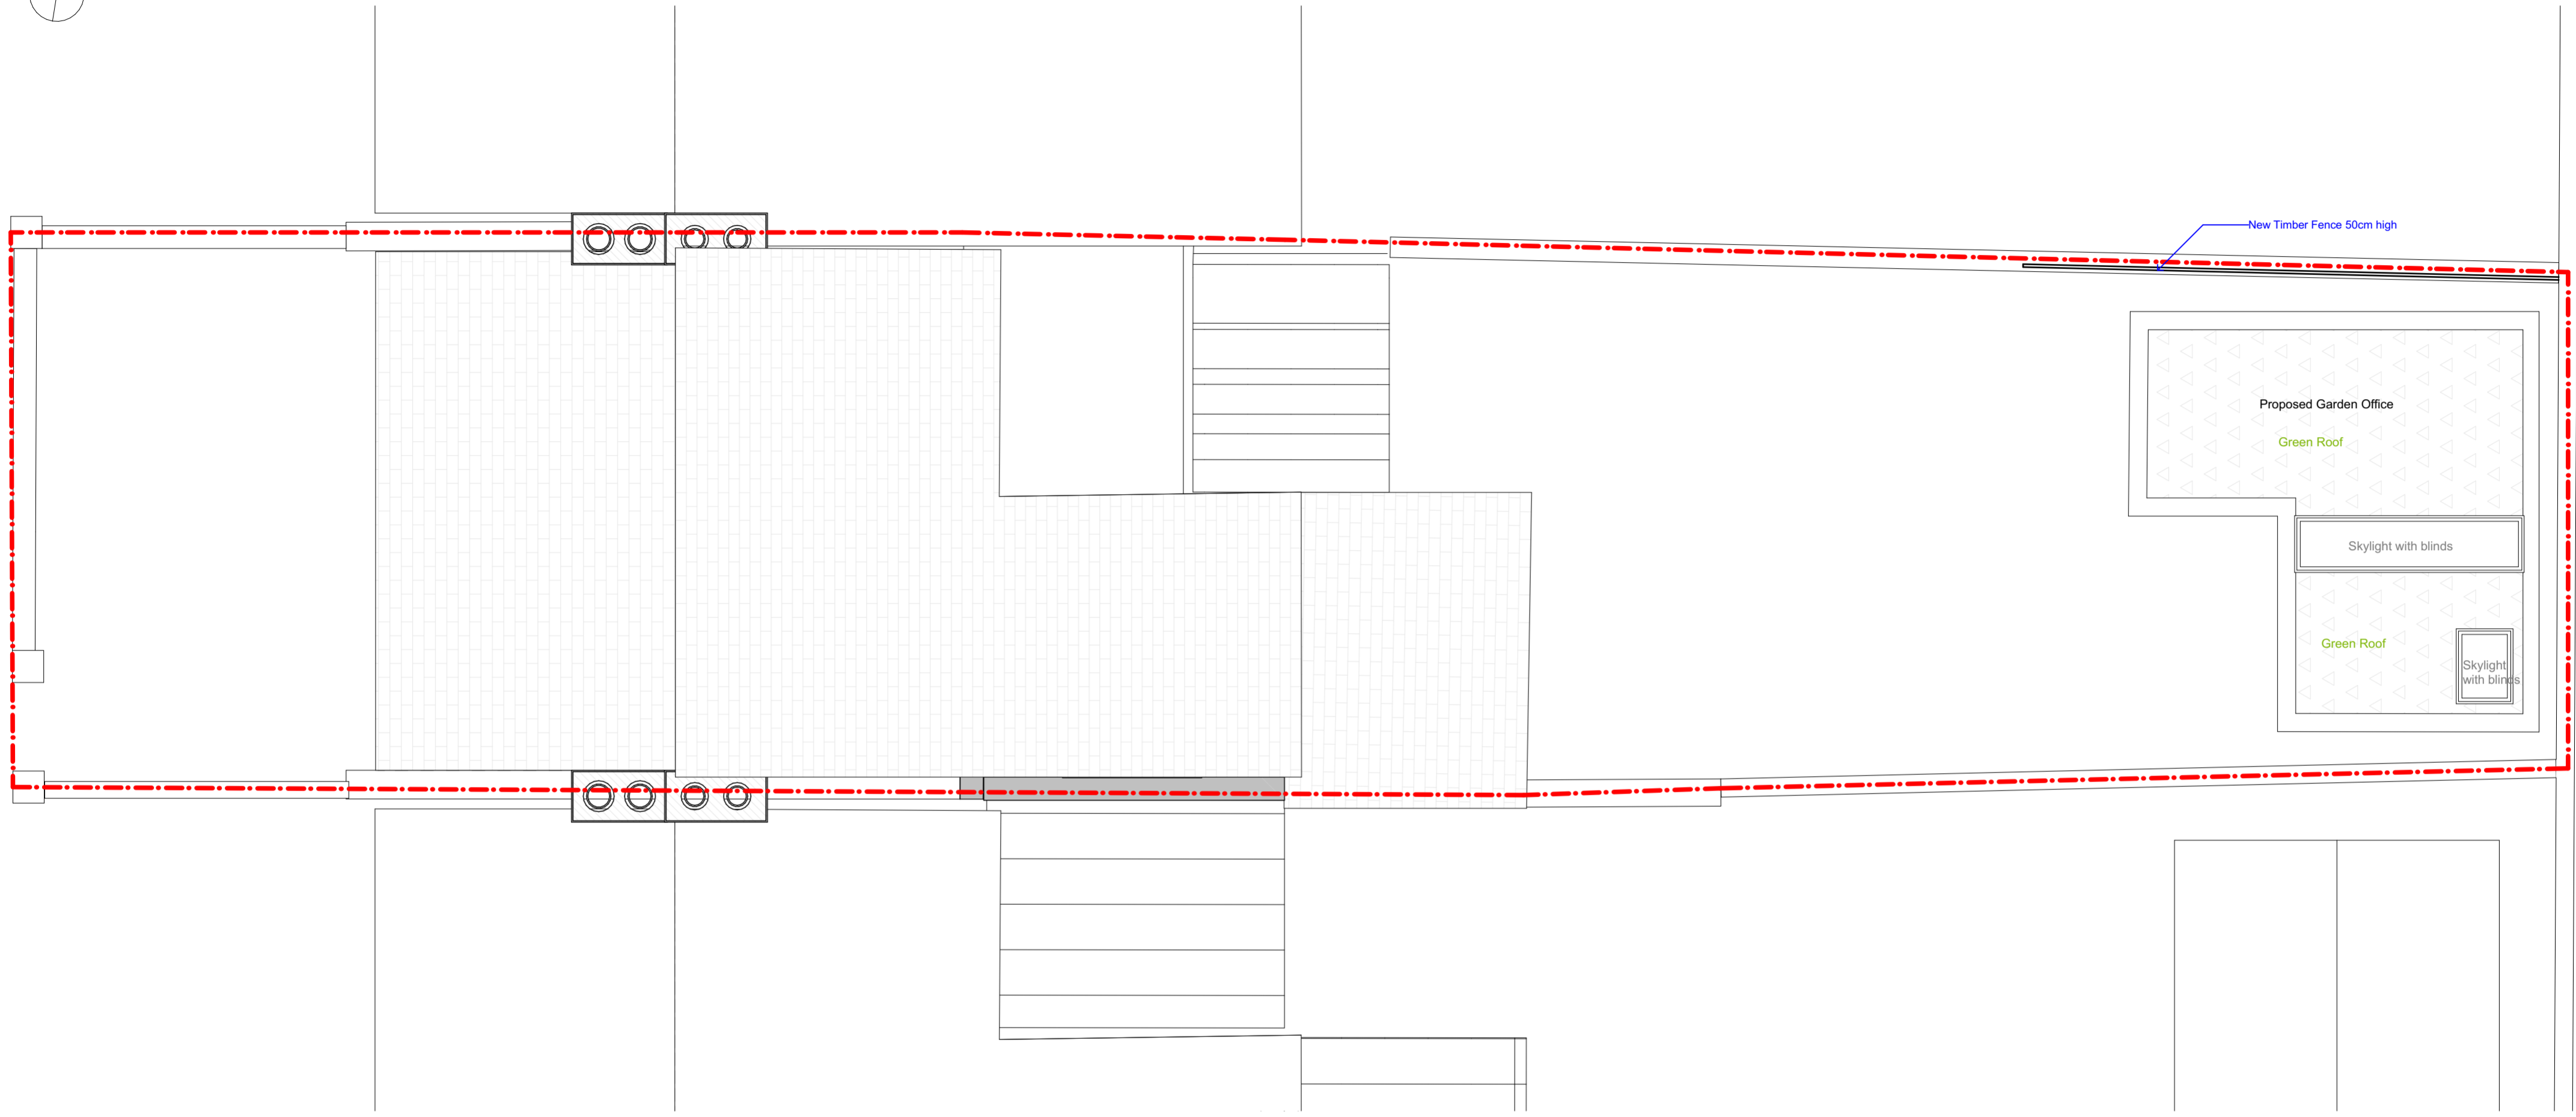 New Timber Fence 50cm high
Proposed Garden Office
Green Roof
Skylight with blinds
Green Roof
Skylight
with blinds